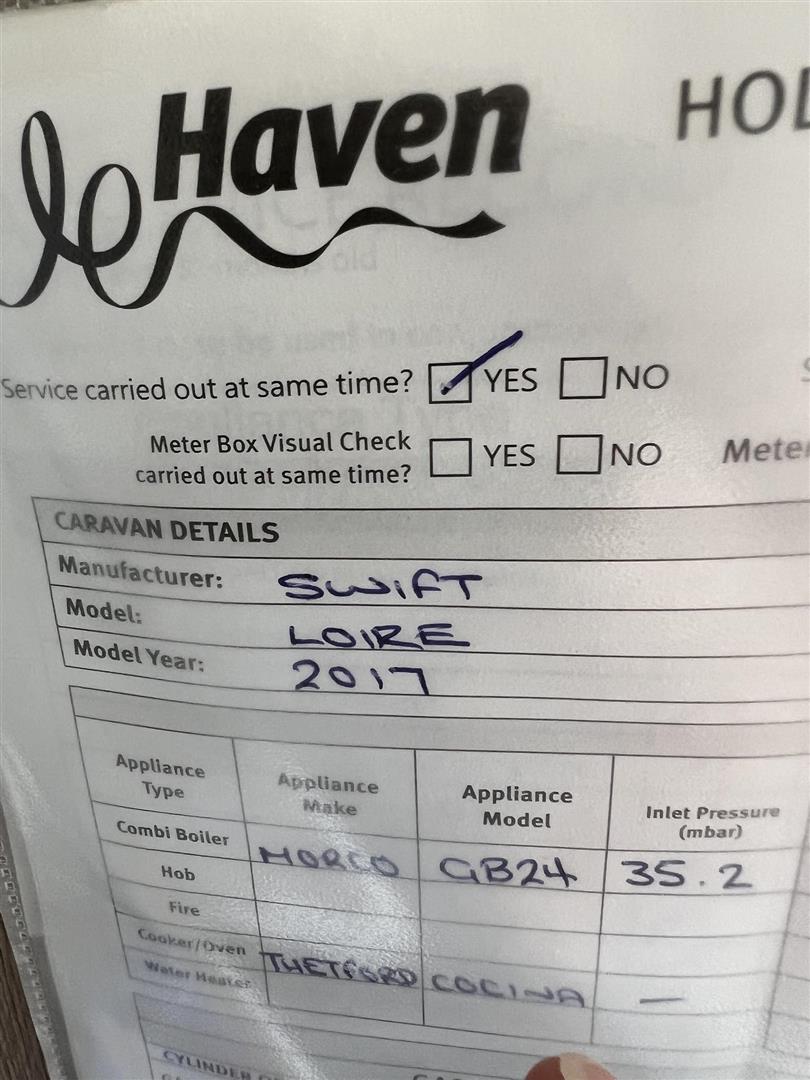 Haven
HOL
Service carried out at same time? YES NO
Meter Box Visual Check
carried out at same time? YES NO
CARAVAN DETAILS
Manufacturer: SWIFT
Model: LOIRE
Model Year: 2017
Appliance Type Appliance Make Appliance Model Inlet Pressure (mbar)
Combi Boiler MORCO GB24 35.2
Hob
Fire
Cooker/Oven THETFORD COCINA —
Water Heater
CYLINDER